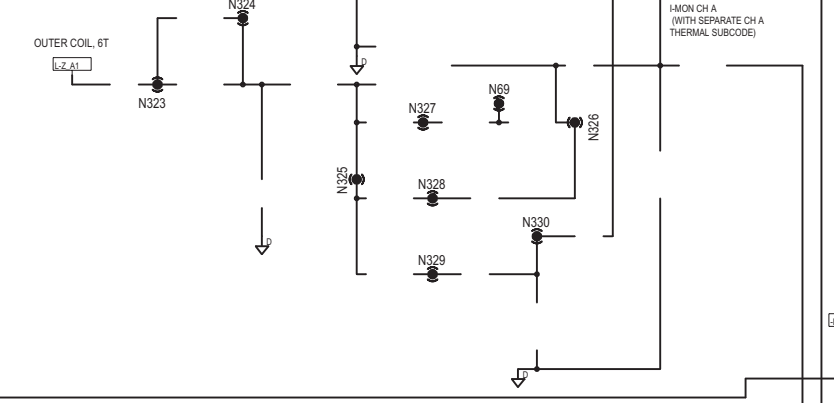 N324
I-MON CH A
(WITH SEPARATE CH A
THERMAL SUBCODE)
OUTER COIL, 6T
L-Z_A1
D
N323
N69
N327
N326
N325
N328
N330
D
N329
D